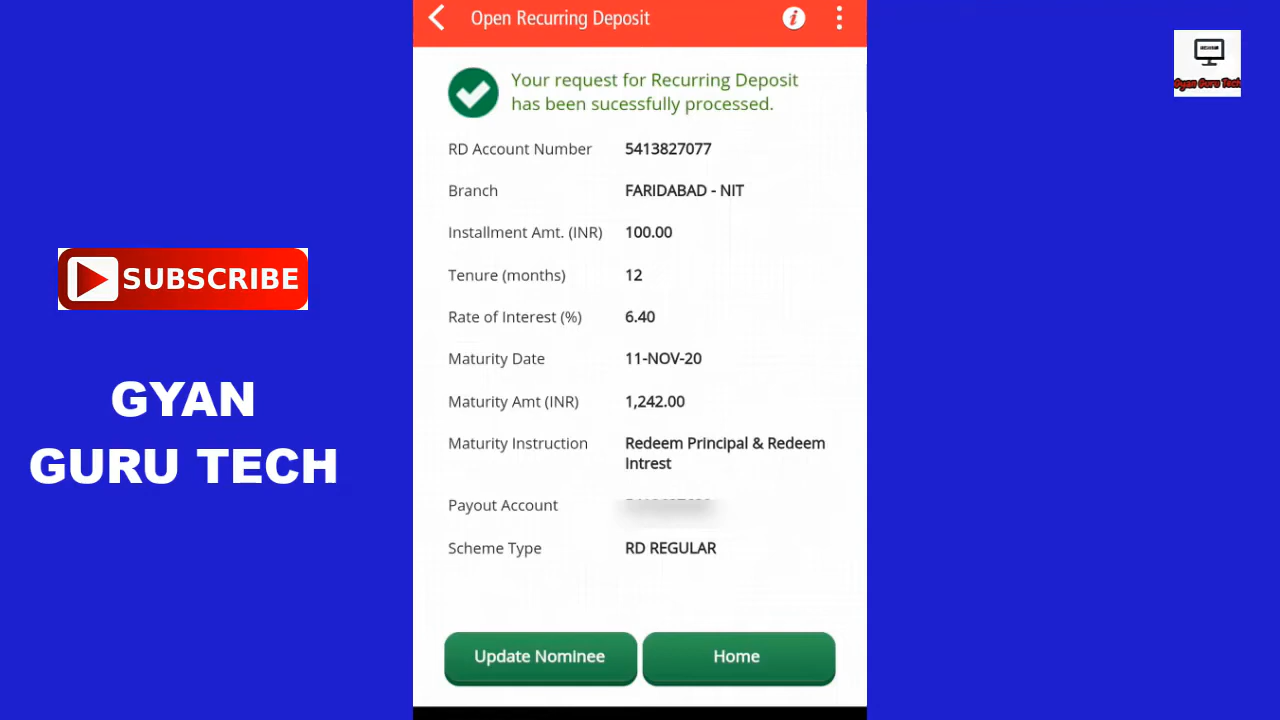 Open Recurring Deposit
Your request for Recurring Deposit
has been sucessfully processed.
RD Account Number 5413827077
Branch FARIDABAD - NIT
Installment Amt. (INR) 100.00
Tenure (months) 12
Rate of Interest (%) 6.40
Maturity Date 11-NOV-20
Maturity Amt (INR) 1,242.00
Maturity Instruction Redeem Principal & Redeem
Intrest
Payout Account
Scheme Type RD REGULAR
Update Nominee Home
SUBSCRIBE
GYAN
GURU TECH
Gyan Guru Tech